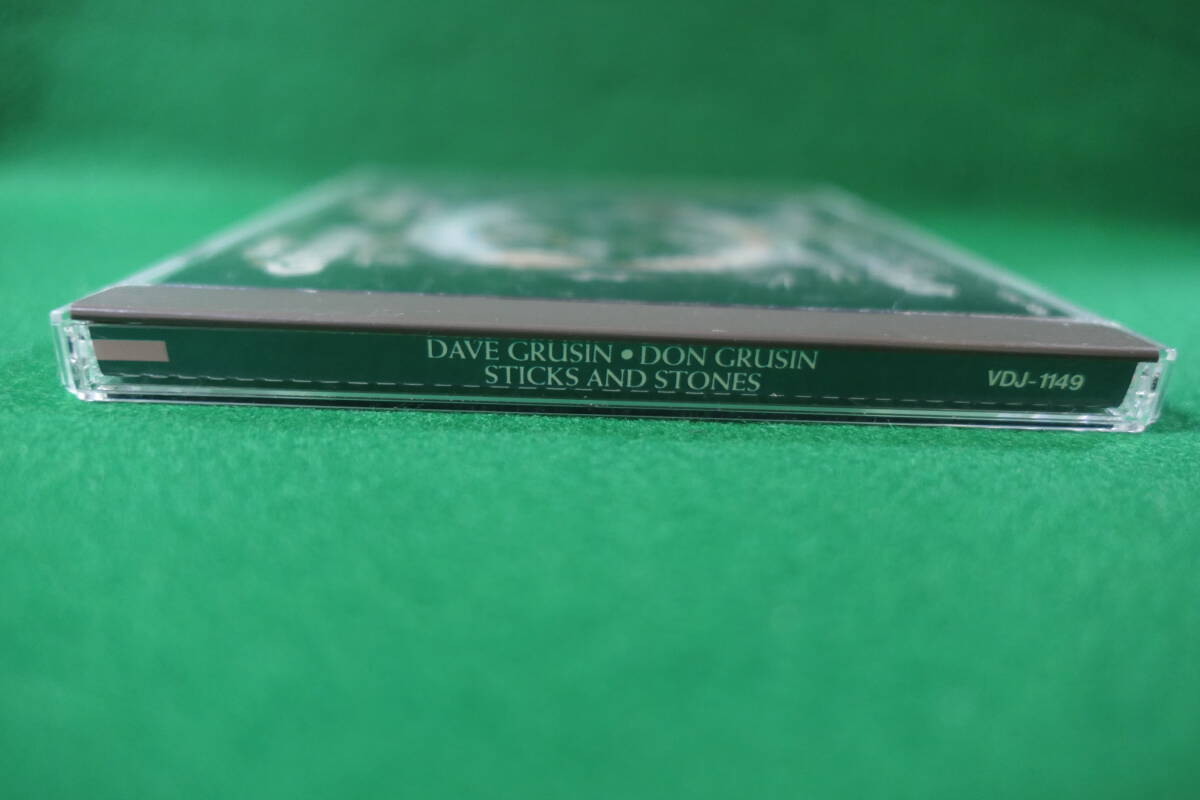 DAVE GRUSIN • DON GRUSIN
STICKS AND STONES
VDJ-1149